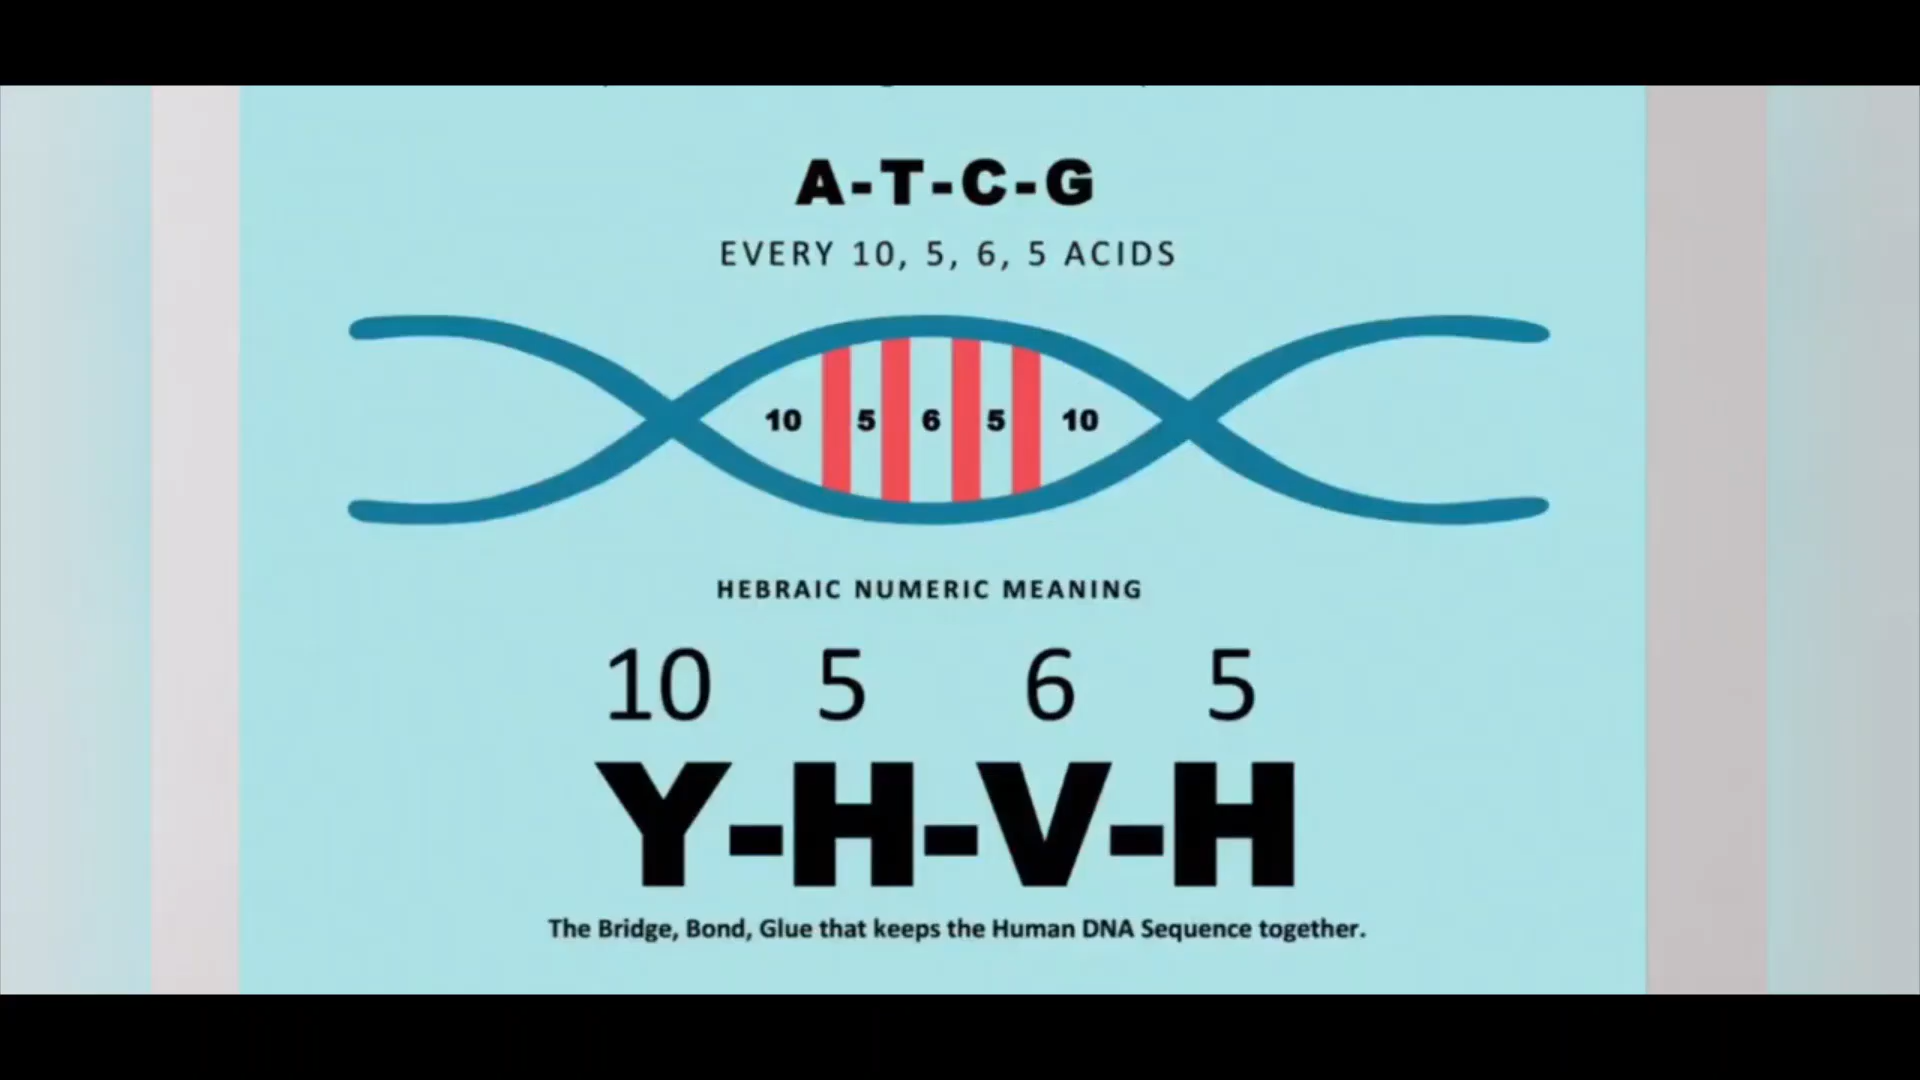 A-T-C-G
EVERY 10, 5, 6, 5 ACIDS
10 5 6 5 10
HEBRAIC NUMERIC MEANING
10 5 6 5
Y-H-V-H
The Bridge, Bond, Glue that keeps the Human DNA Sequence together.